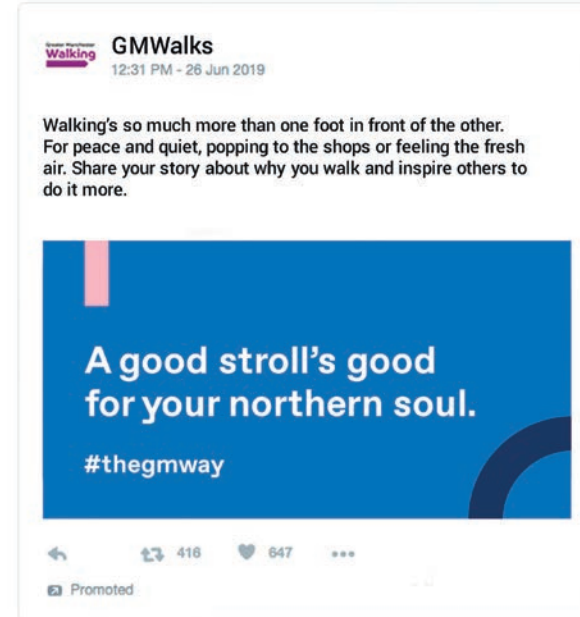 Greater Manchester
Walking
GMWalks
12:31 PM - 26 Jun 2019
Walking's so much more than one foot in front of the other.
For peace and quiet, popping to the shops or feeling the fresh
air. Share your story about why you walk and inspire others to
do it more.
A good stroll's good
for your northern soul.
#thegmway
416 647
Promoted